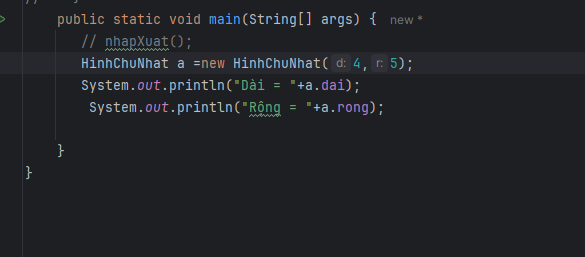 //
public static void main(String[] args) { new *
// nhapXuat();
HinhChuNhat a =new HinhChuNhat( d: 4, r: 5);
System.out.println("Dài = "+a.dai);
System.out.println("Rộng = "+a.rong);
}
}